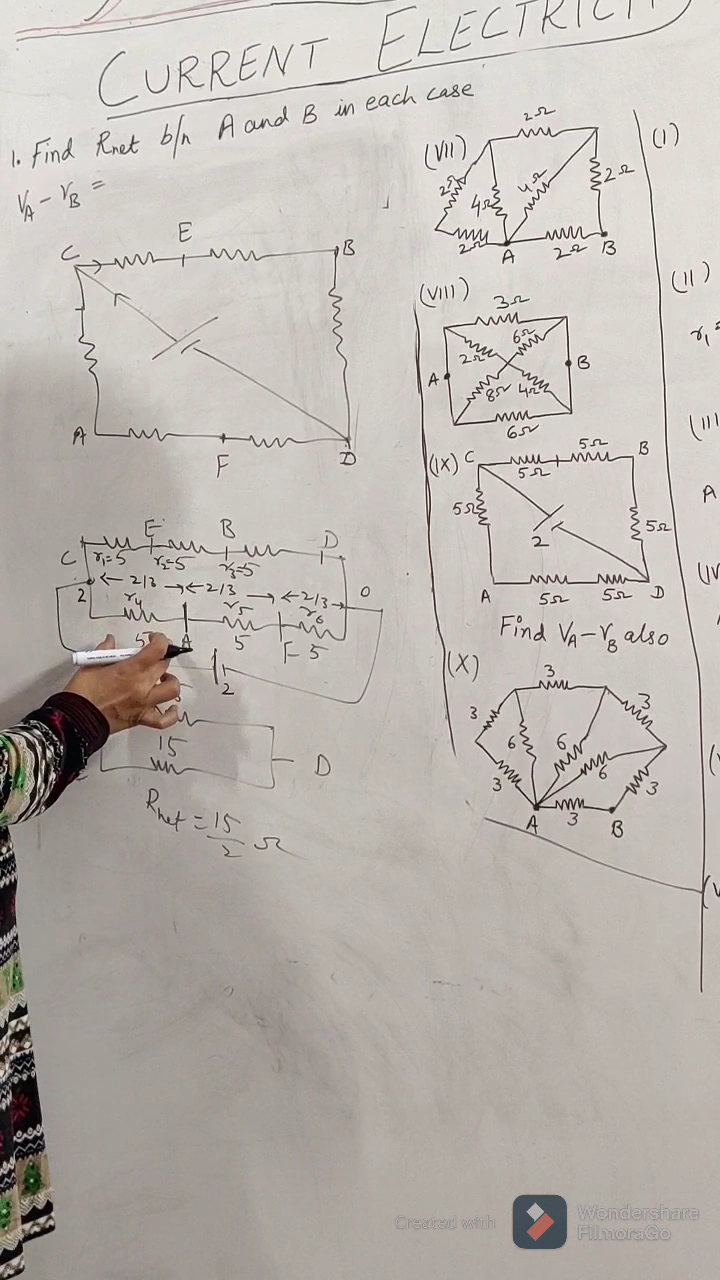 CURRENT ELECTRICITY
1. Find Rnet b/n A and B in each case
VA - VB =
C E B
A F D
C E B D
r1=5 r2=5 r3=5
2 2/3 2/3 2/3 0
r4 r5 r6
5 A 5 F 5
2
15 D
Rnet = 15/2 Ω
(VII)
2Ω
2Ω 4Ω 4Ω 2Ω
2Ω A 2Ω B
(VIII)
3Ω
2Ω 6Ω
A B
8Ω 4Ω
6Ω
(IX) C 5Ω 5Ω B
5Ω 2 5Ω
A 5Ω 5Ω D
Find VA - VB also
(X)
3
3 3
6 6 6
3 3
A 3 B
(I)
(II)
r1 =
(III
A
(IV
Created with Wondershare
FilmoraGo